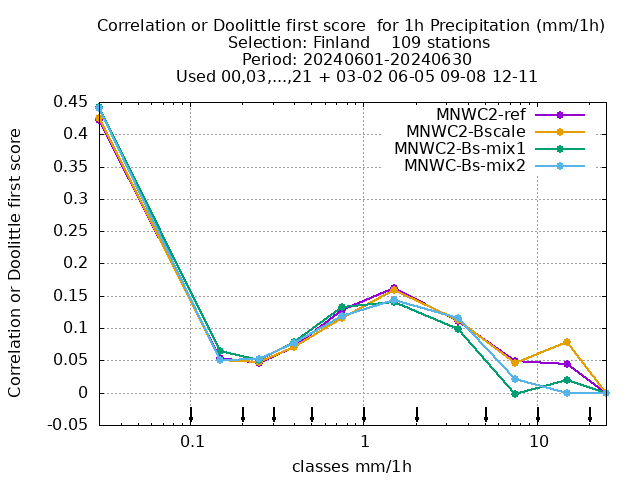 Correlation or Doolittle first score  for 1h Precipitation (mm/1h)
Selection: Finland    109 stations
Period: 20240601-20240630
Used 00,03,...,21 + 03-02 06-05 09-08 12-11
Correlation or Doolittle first score
0.45
0.4
0.35
0.3
0.25
0.2
0.15
0.1
0.05
0
-0.05
MNWC2-ref
MNWC2-Bscale
MNWC2-Bs-mix1
MNWC-Bs-mix2
0.1 1 10
classes mm/1h